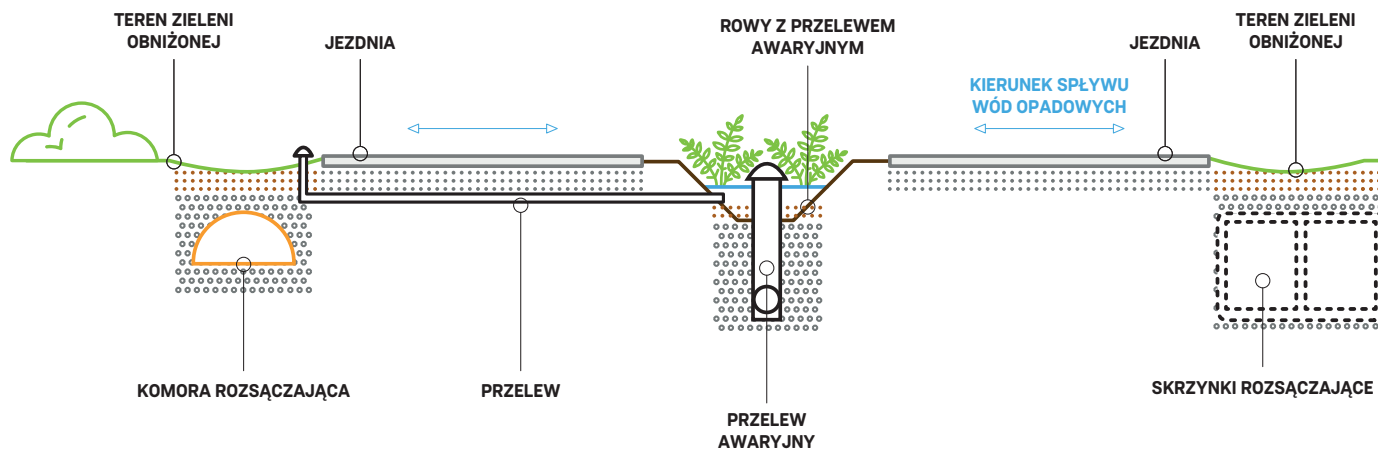 TEREN ZIELENI
OBNIŻONEJ
JEZDNIA
ROWY Z PRZELEWEM
AWARYJNYM
JEZDNIA
TEREN ZIELENI
OBNIŻONEJ
KIERUNEK SPŁYWU
WÓD OPADOWYCH
KOMORA ROZSĄCZAJĄCA
PRZELEW
PRZELEW
AWARYJNY
SKRZYNKI ROZSĄCZAJĄCE